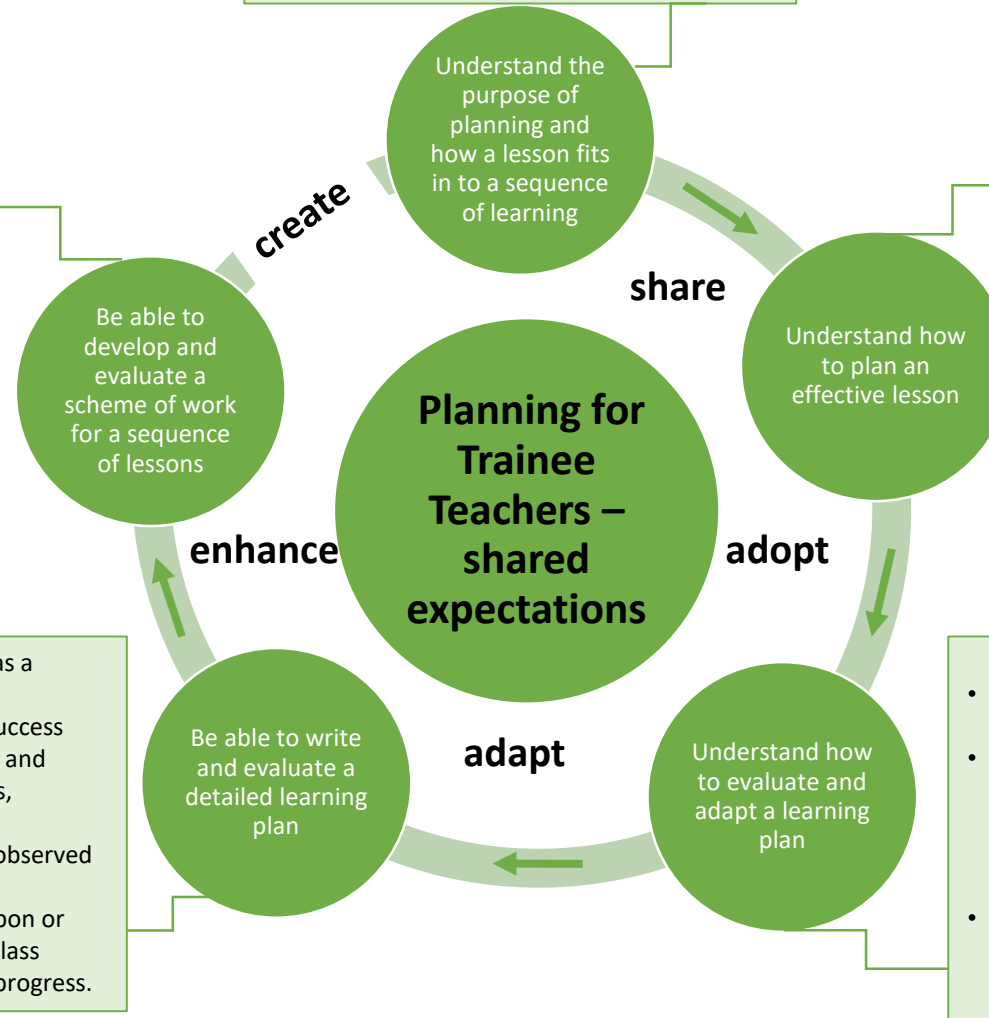 Understand the
purpose of
planning and
how a lesson fits
in to a sequence
of learning
create
share
Be able to
develop and
evaluate a
scheme of work
for a sequence
of lessons
Understand how
to plan an
effective lesson
Planning for
Trainee
Teachers –
shared
expectations
enhance
adopt
as a
uccess
and
s,
observed
pon or
lass
progress.
Be able to write
and evaluate a
detailed learning
plan
adapt
Understand how
to evaluate and
adapt a learning
plan
•
•
•